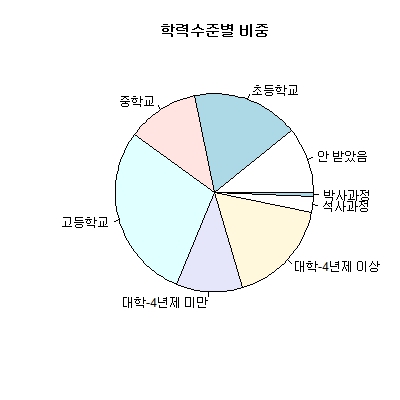 학력수준별 비중
초등학교
중학교
안 받았음
박사과정
석사과정
고등학교
대학-4년제 이상
대학-4년제 미만